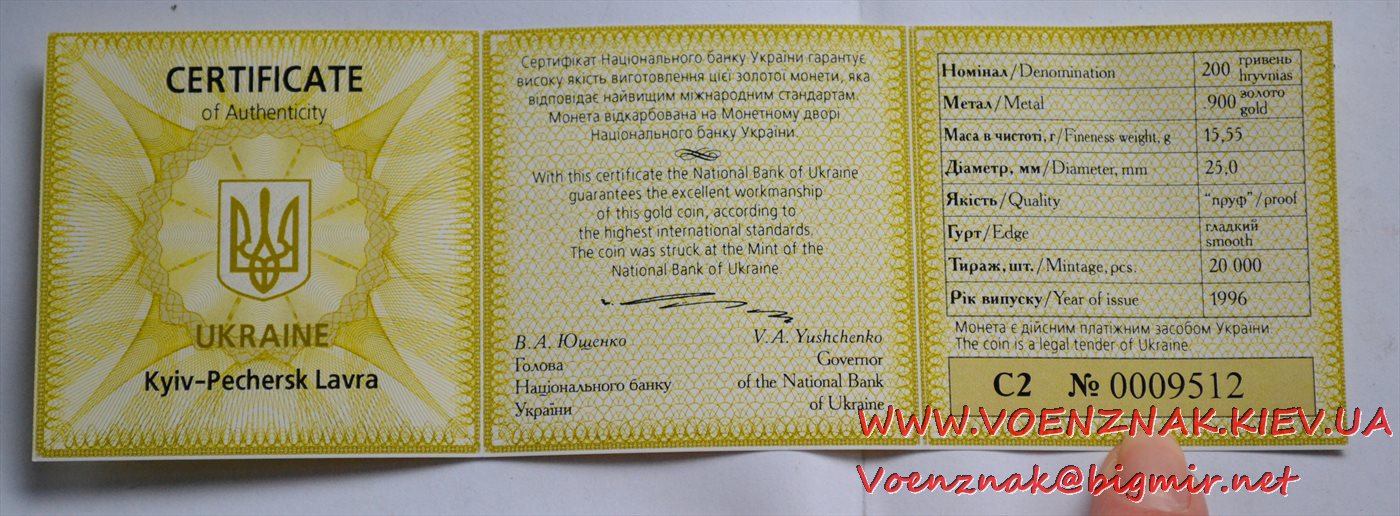 CERTIFICATE
of Authenticity
UKRAINE
Kyiv-Pechersk Lavra
Сертифікат Національного банку України гарантує
високу якість виготовлення цієї золотої монети, яка
відповідає найвищим міжнародним стандартам.
Монета відкарбована на Монетному дворі
Національного банку України.
With this certificate the National Bank of Ukraine
guarantees the excellent workmanship
of this gold coin, according to
the highest international standards.
The coin was struck at the Mint of the
National Bank of Ukraine.
В.А. Ющенко
Голова
Національного банку
України
V.A. Yushchenko
Governor
of the National Bank
of Ukraine
Номінал/Denomination 200 гривень hryvnias
Метал/Metal .900 золото gold
Маса в чистоті, г/Fineness weight, g 15,55
Діаметр, мм/Diameter, mm 25,0
Якість/Quality "пруф"/proof
Гурт/Edge гладкий smooth
Тираж, шт./Mintage, pcs. 20 000
Рік випуску/Year of issue 1996
Монета є дійсним платіжним засобом України.
The coin is a legal tender of Ukraine.
С2 № 0009512
WWW.VOENZNAK.KIEV.UA
Voenznak@bigmir.net